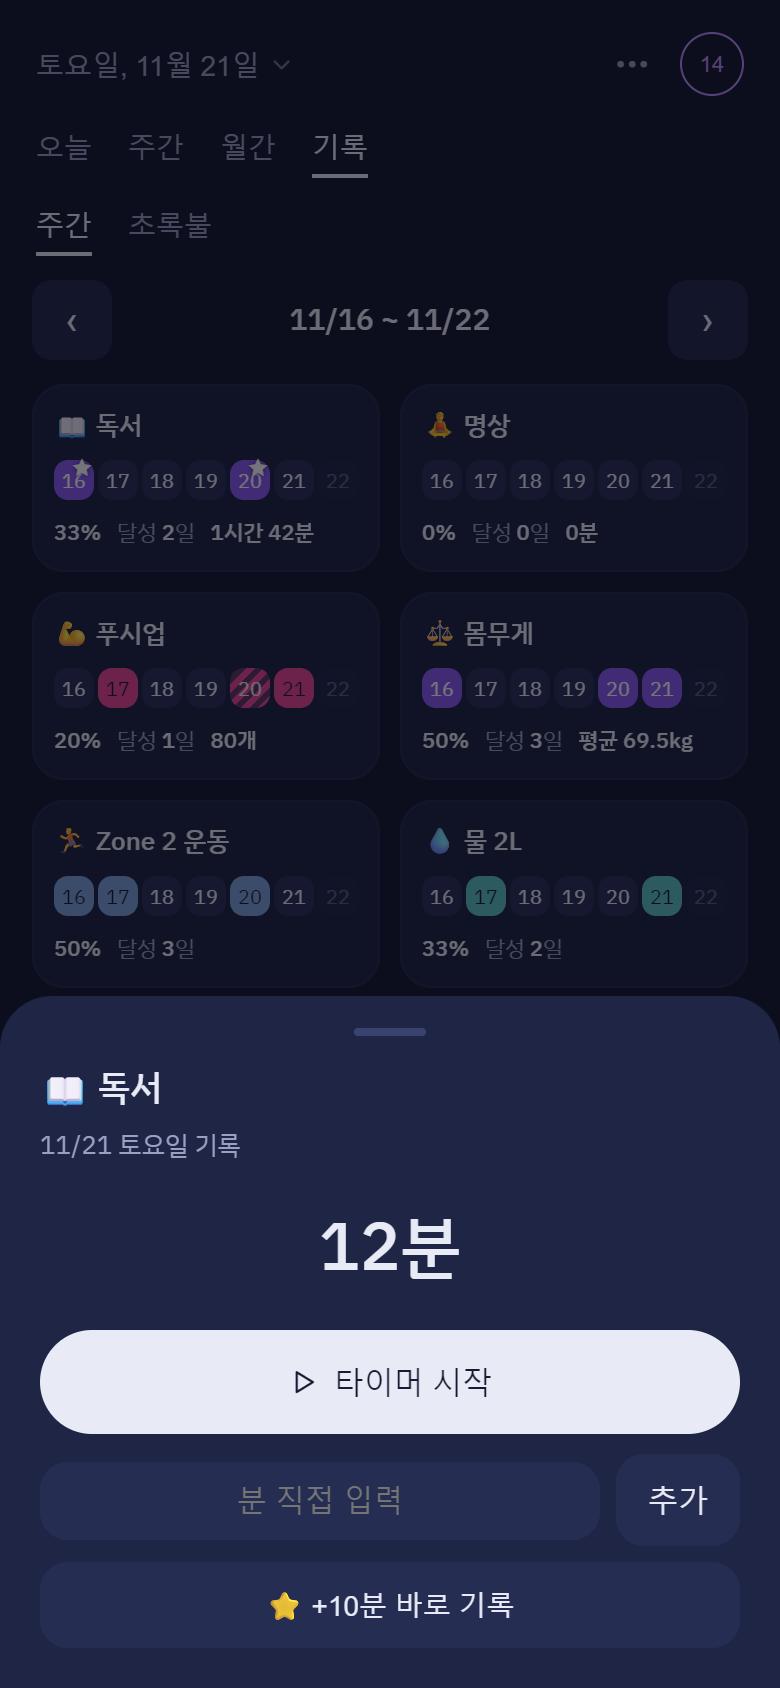 토요일, 11월 21일
14
오늘 주간 월간 기록
주간 초록불
‹ 11/16 ~ 11/22 ›
📖 독서
16 17 18 19 20 21 22
33% 달성 2일 1시간 42분
🧘 명상
16 17 18 19 20 21 22
0% 달성 0일 0분
💪 푸시업
16 17 18 19 20 21 22
20% 달성 1일 80개
⚖️ 몸무게
16 17 18 19 20 21 22
50% 달성 3일 평균 69.5kg
🏃 Zone 2 운동
16 17 18 19 20 21 22
50% 달성 3일
💧 물 2L
16 17 18 19 20 21 22
33% 달성 2일
📖 독서
11/21 토요일 기록
12분
타이머 시작
분 직접 입력
추가
⭐ +10분 바로 기록